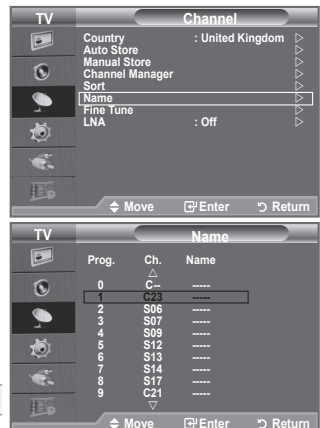 TV Channel
Country : United Kingdom ▷
Auto Store ▷
Manual Store ▷
Channel Manager ▷
Sort ▷
Name ▷
Fine Tune ▷
LNA : Off ▷
Move Enter Return
TV Name
Prog. Ch. Name
△
0 C-- -----
1 C23 -----
2 S06 -----
3 S07 -----
4 S09 -----
5 S12 -----
6 S13 -----
7 S14 -----
8 S17 -----
9 C21 -----
▽
Move Enter Return